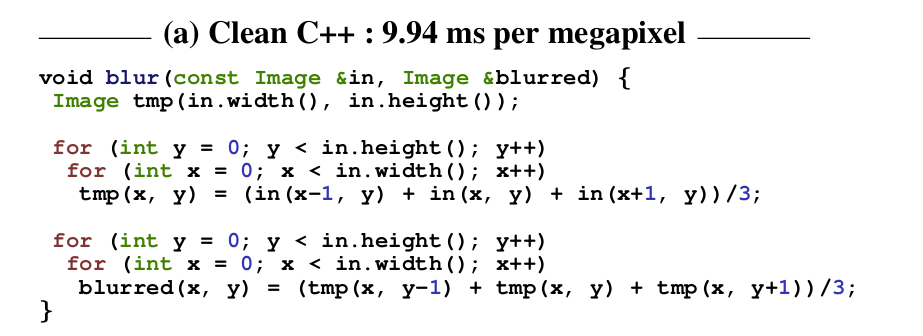 (a) Clean C++ : 9.94 ms per megapixel
void blur(const Image &in, Image &blurred) {
 Image tmp(in.width(), in.height());

 for (int y = 0; y < in.height(); y++)
  for (int x = 0; x < in.width(); x++)
   tmp(x, y) = (in(x-1, y) + in(x, y) + in(x+1, y))/3;

 for (int y = 0; y < in.height(); y++)
  for (int x = 0; x < in.width(); x++)
   blurred(x, y) = (tmp(x, y-1) + tmp(x, y) + tmp(x, y+1))/3;
}